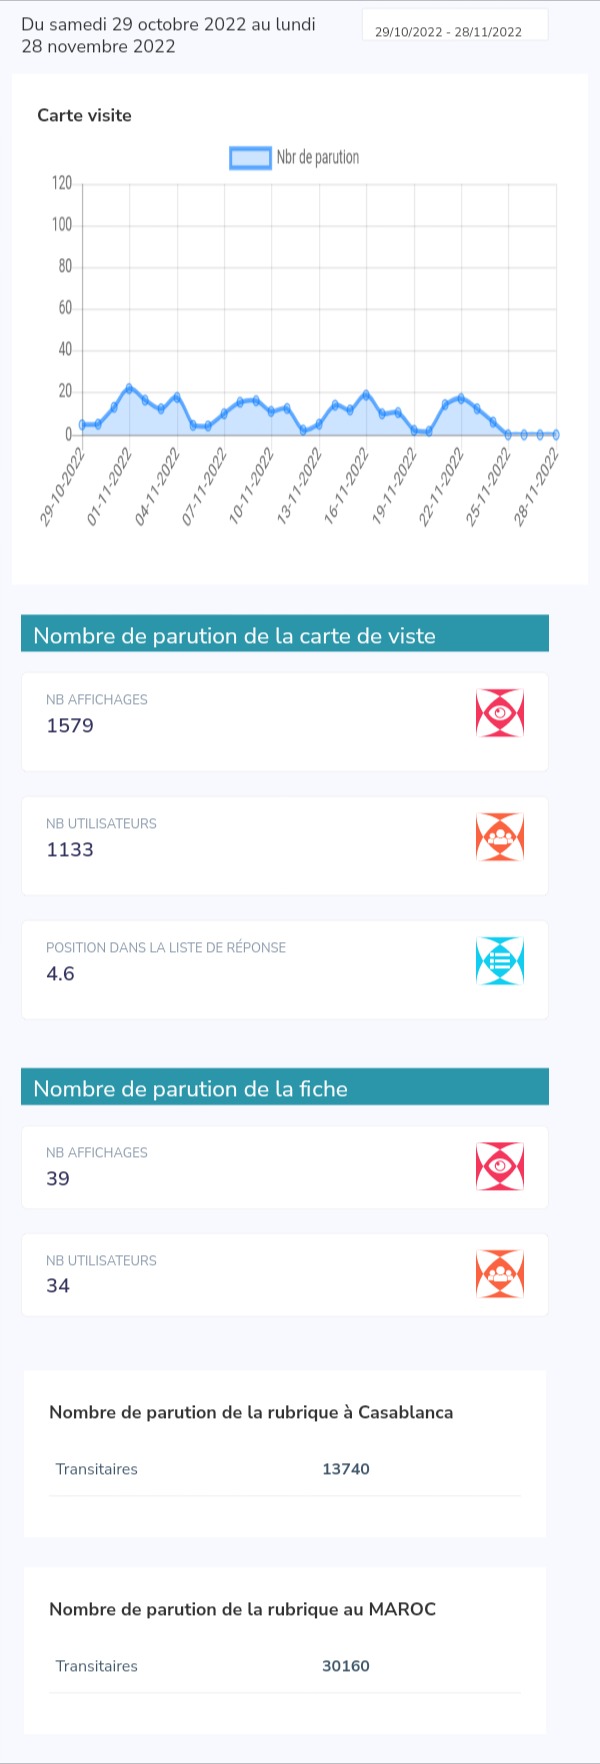 Du samedi 29 octobre 2022 au lundi
28 novembre 2022
29/10/2022 - 28/11/2022
Carte visite
Nbr de parution
120
100
80
60
40
20
0
29-10-2022
01-11-2022
04-11-2022
07-11-2022
10-11-2022
13-11-2022
16-11-2022
19-11-2022
22-11-2022
25-11-2022
28-11-2022
Nombre de parution de la carte de viste
NB AFFICHAGES
1579
NB UTILISATEURS
1133
POSITION DANS LA LISTE DE RÉPONSE
4.6
Nombre de parution de la fiche
NB AFFICHAGES
39
NB UTILISATEURS
34
Nombre de parution de la rubrique à Casablanca
Transitaires 13740
Nombre de parution de la rubrique au MAROC
Transitaires 30160